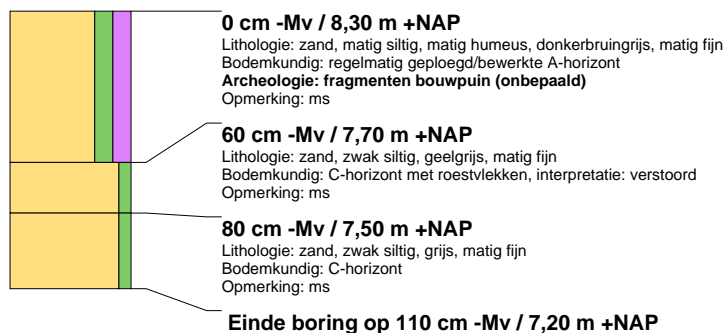 0 cm -Mv / 8,30 m +NAP
Lithologie: zand, matig siltig, matig humeus, donkerbruingrijs, matig fijn
Bodemkundig: regelmatig geploegd/bewerkte A-horizont
Archeologie: fragmenten bouwpuin (onbepaald)
Opmerking: ms
60 cm -Mv / 7,70 m +NAP
Lithologie: zand, zwak siltig, geelgrijs, matig fijn
Bodemkundig: C-horizont met roestvlekken, interpretatie: verstoord
Opmerking: ms
80 cm -Mv / 7,50 m +NAP
Lithologie: zand, zwak siltig, grijs, matig fijn
Bodemkundig: C-horizont
Opmerking: ms
Einde boring op 110 cm -Mv / 7,20 m +NAP